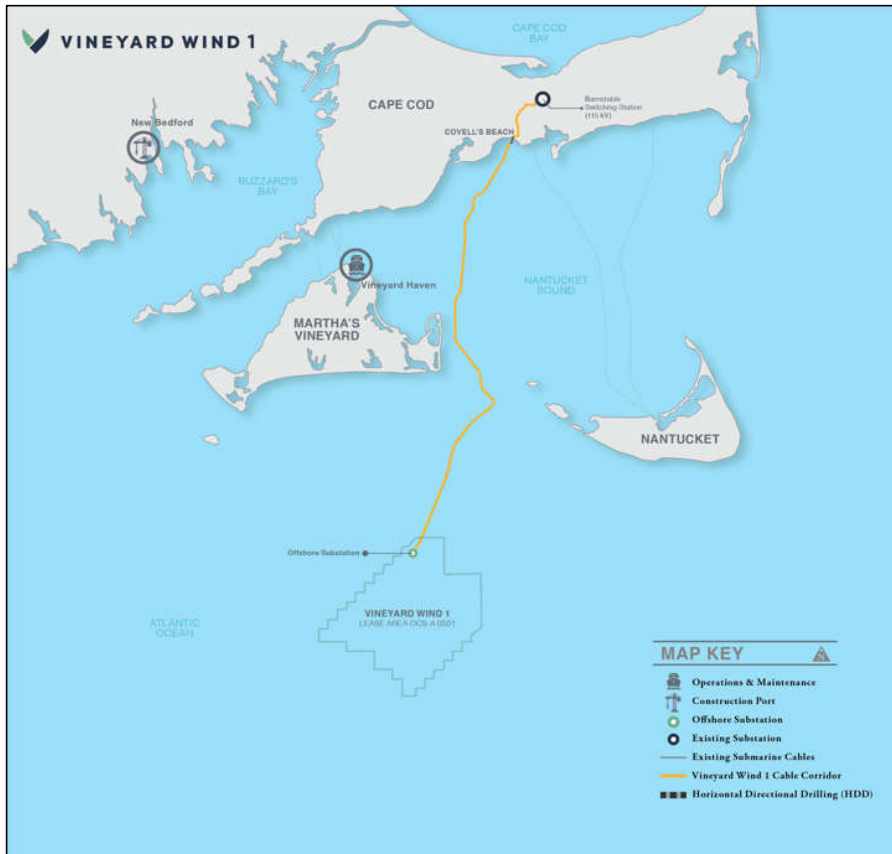 VINEYARD WIND 1
CAPE COD
BAY
CAPE COD
Barnstable
Switching Station
(115 kV)
New Bedford
COVELL'S BEACH
BUZZARD'S
BAY
Vineyard Haven
NANTUCKET
SOUND
MARTHA'S
VINEYARD
NANTUCKET
Offshore Substation
VINEYARD WIND 1
LEASE AREA OCS-A 0501
ATLANTIC
OCEAN
MAP KEY
N
Operations & Maintenance
Construction Port
Offshore Substation
Existing Substation
Existing Submarine Cables
Vineyard Wind 1 Cable Corridor
Horizontal Directional Drilling (HDD)